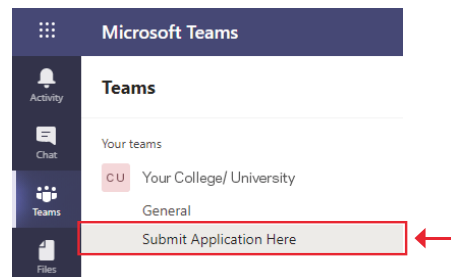 Microsoft Teams
Activity
Chat
Teams
Files
Teams
Your teams
CU Your College/ University
General
Submit Application Here